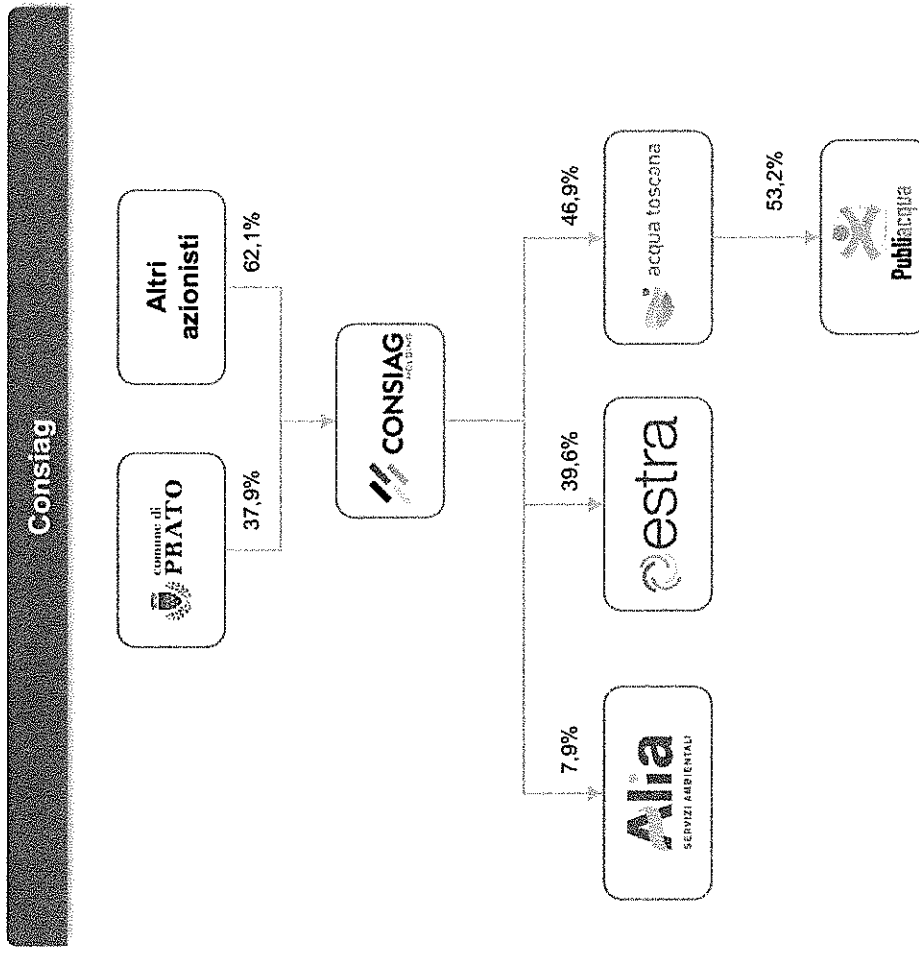 Consiag
comune di
PRATO
Altri
azionisti
37,9%
62,1%
CONSIAG
HOLDING
7,9%
39,6%
46,9%
Alia
SERVIZI AMBIENTALI
estra
acqua toscana
53,2%
Publiacqua